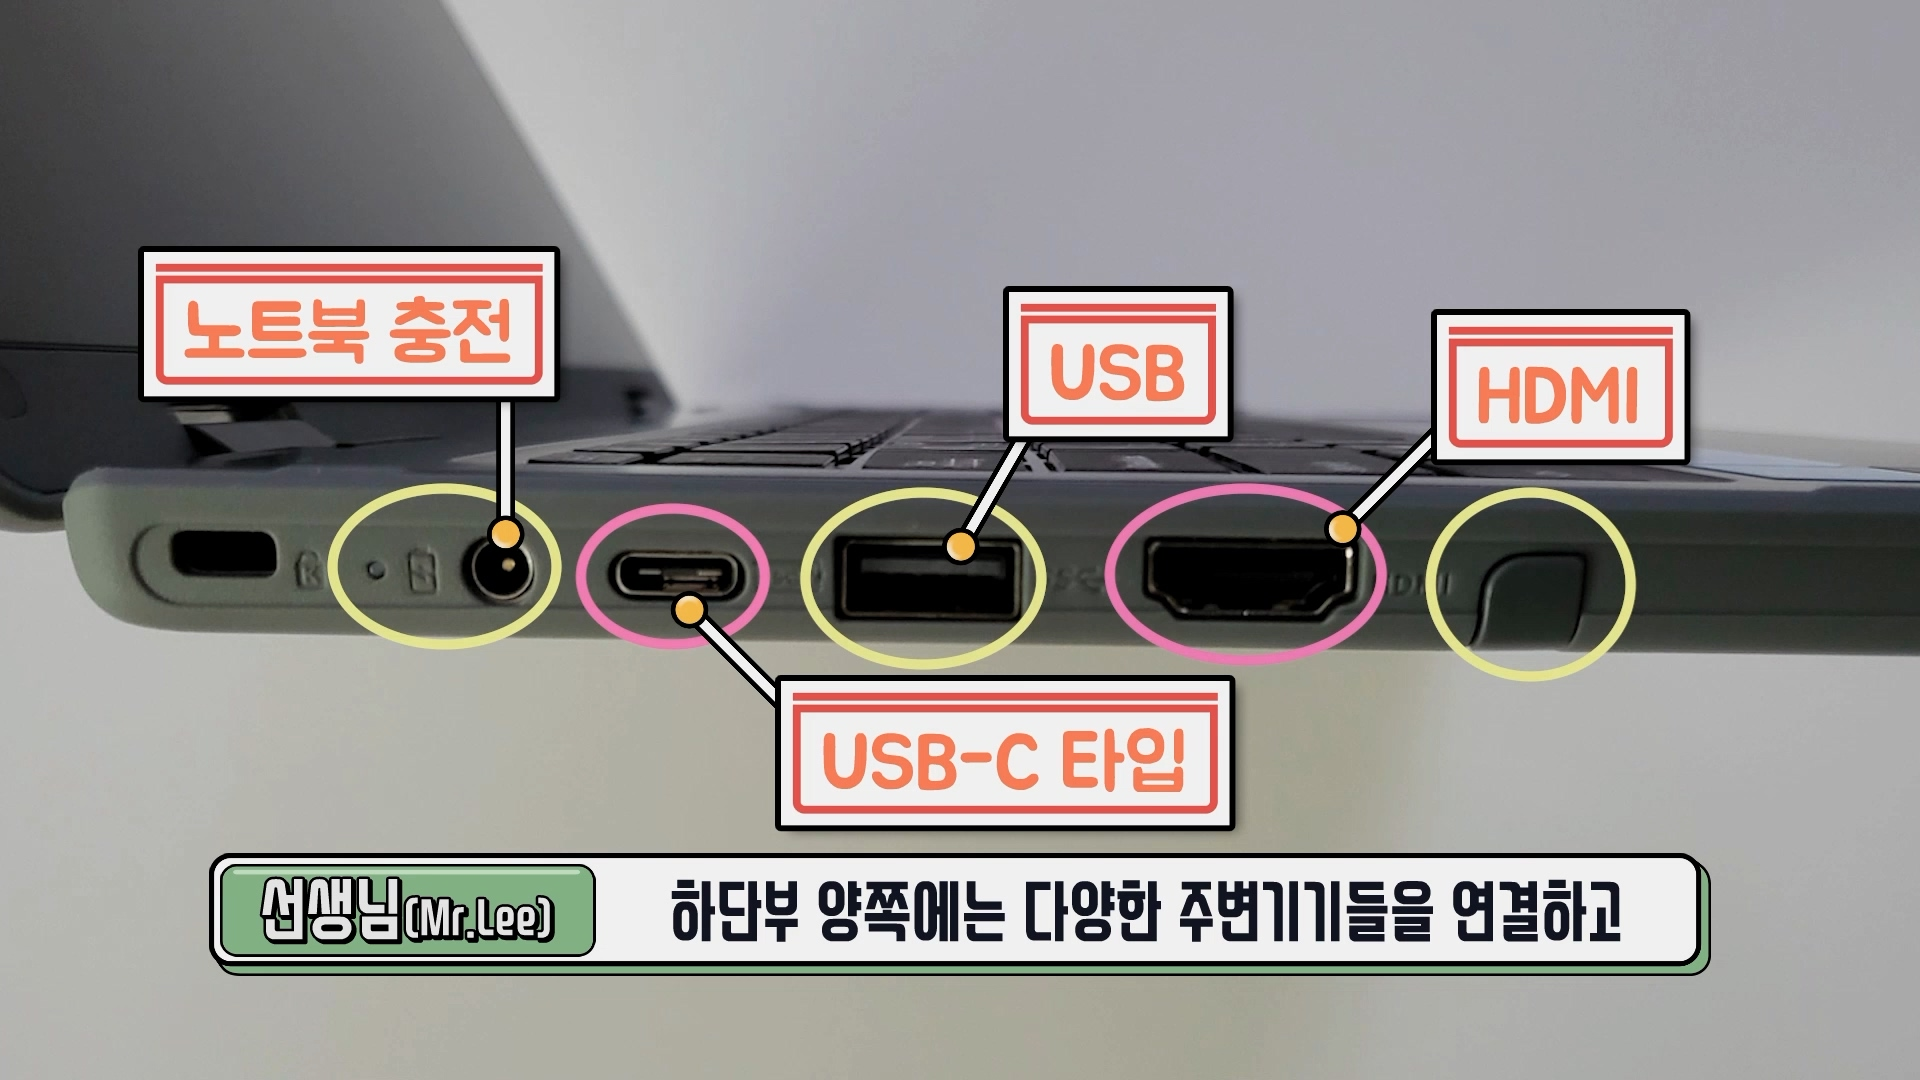 노트북 충전
USB
HDMI
HDMI
USB-C 타입
선생님(Mr.Lee)
하단부 양쪽에는 다양한 주변기기들을 연결하고